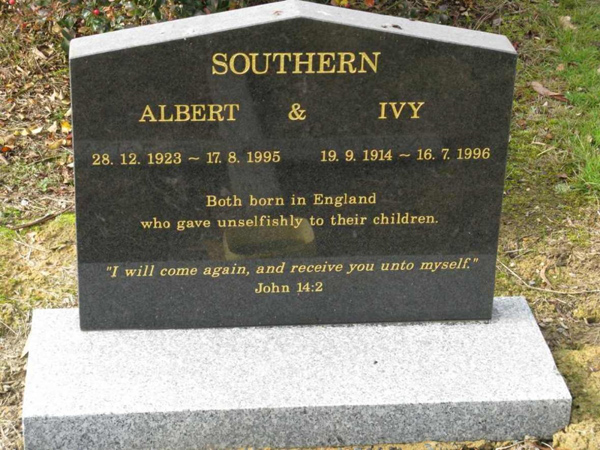 SOUTHERN
ALBERT & IVY
28. 12. 1923 ~ 17. 8. 1995 19. 9. 1914 ~ 16. 7. 1996
Both born in England
who gave unselfishly to their children.
"I will come again, and receive you unto myself."
John 14:2